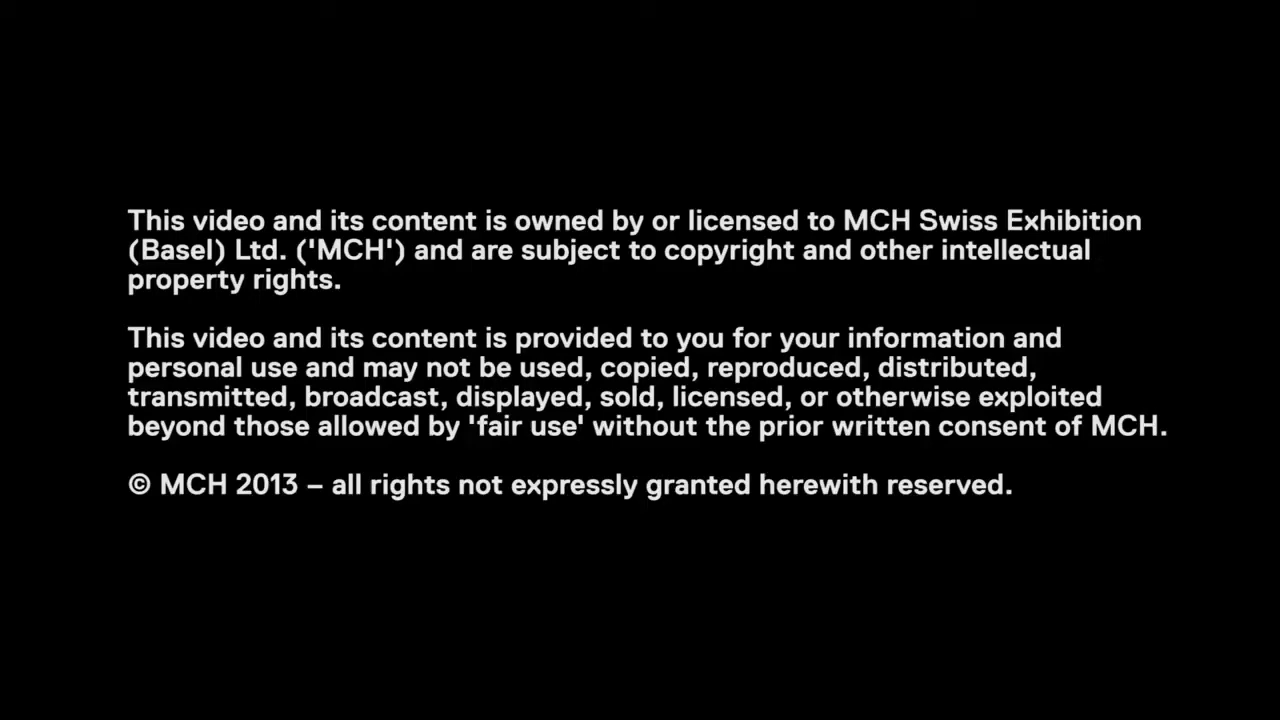 This video and its content is owned by or licensed to MCH Swiss Exhibition
(Basel) Ltd. ('MCH') and are subject to copyright and other intellectual
property rights.
This video and its content is provided to you for your information and
personal use and may not be used, copied, reproduced, distributed,
transmitted, broadcast, displayed, sold, licensed, or otherwise exploited
beyond those allowed by 'fair use' without the prior written consent of MCH.
© MCH 2013 – all rights not expressly granted herewith reserved.